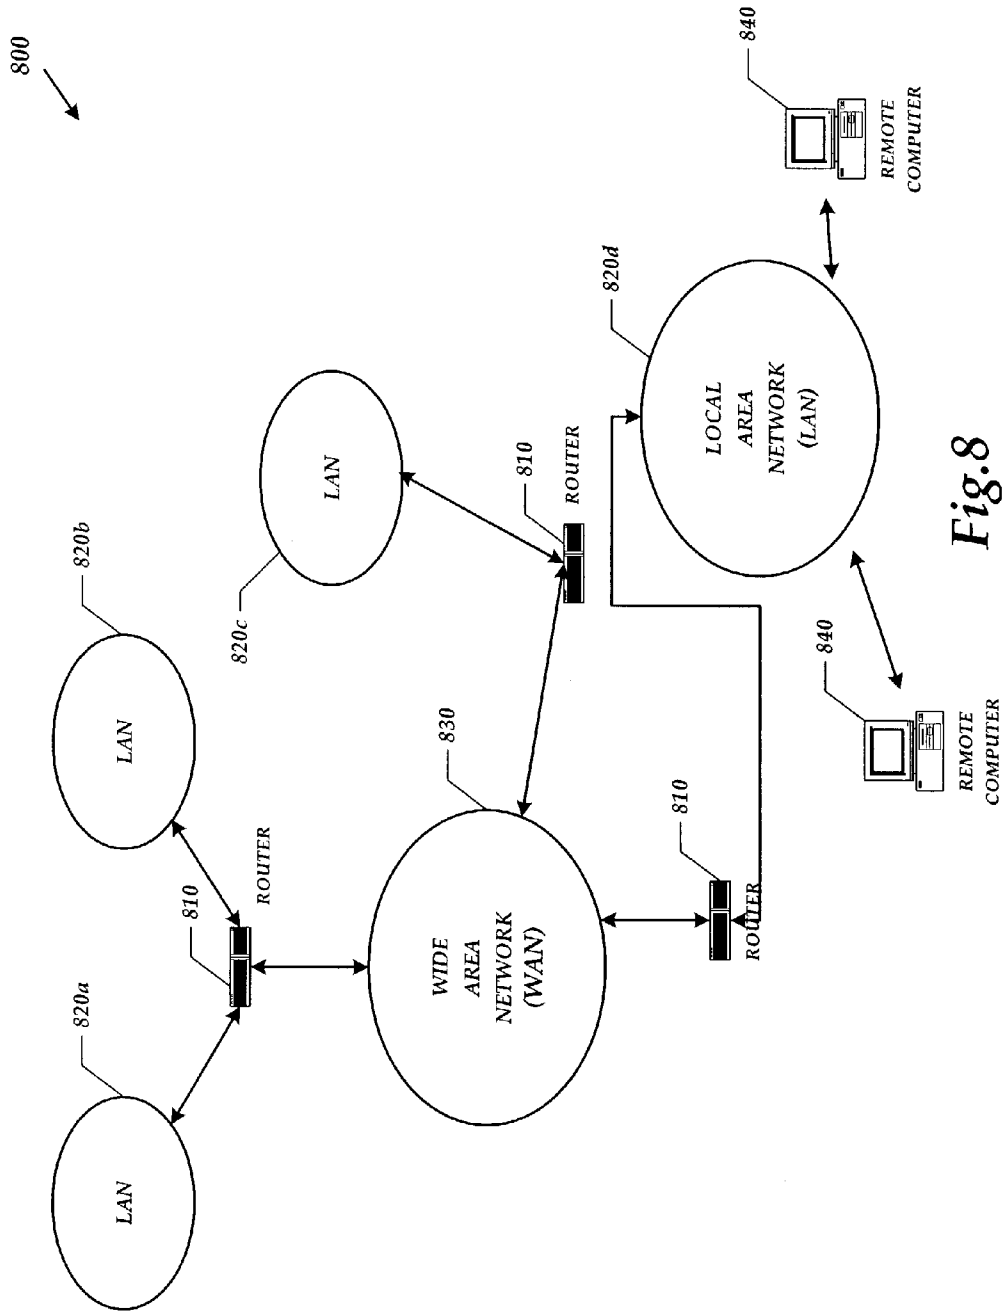 800
820a
LAN
820b
LAN
810
ROUTER
820c
LAN
830
WIDE
AREA
NETWORK
(WAN)
810
ROUTER
810
ROUTER
820d
LOCAL
AREA
NETWORK
(LAN)
840
REMOTE
COMPUTER
840
REMOTE
COMPUTER
Fig.8